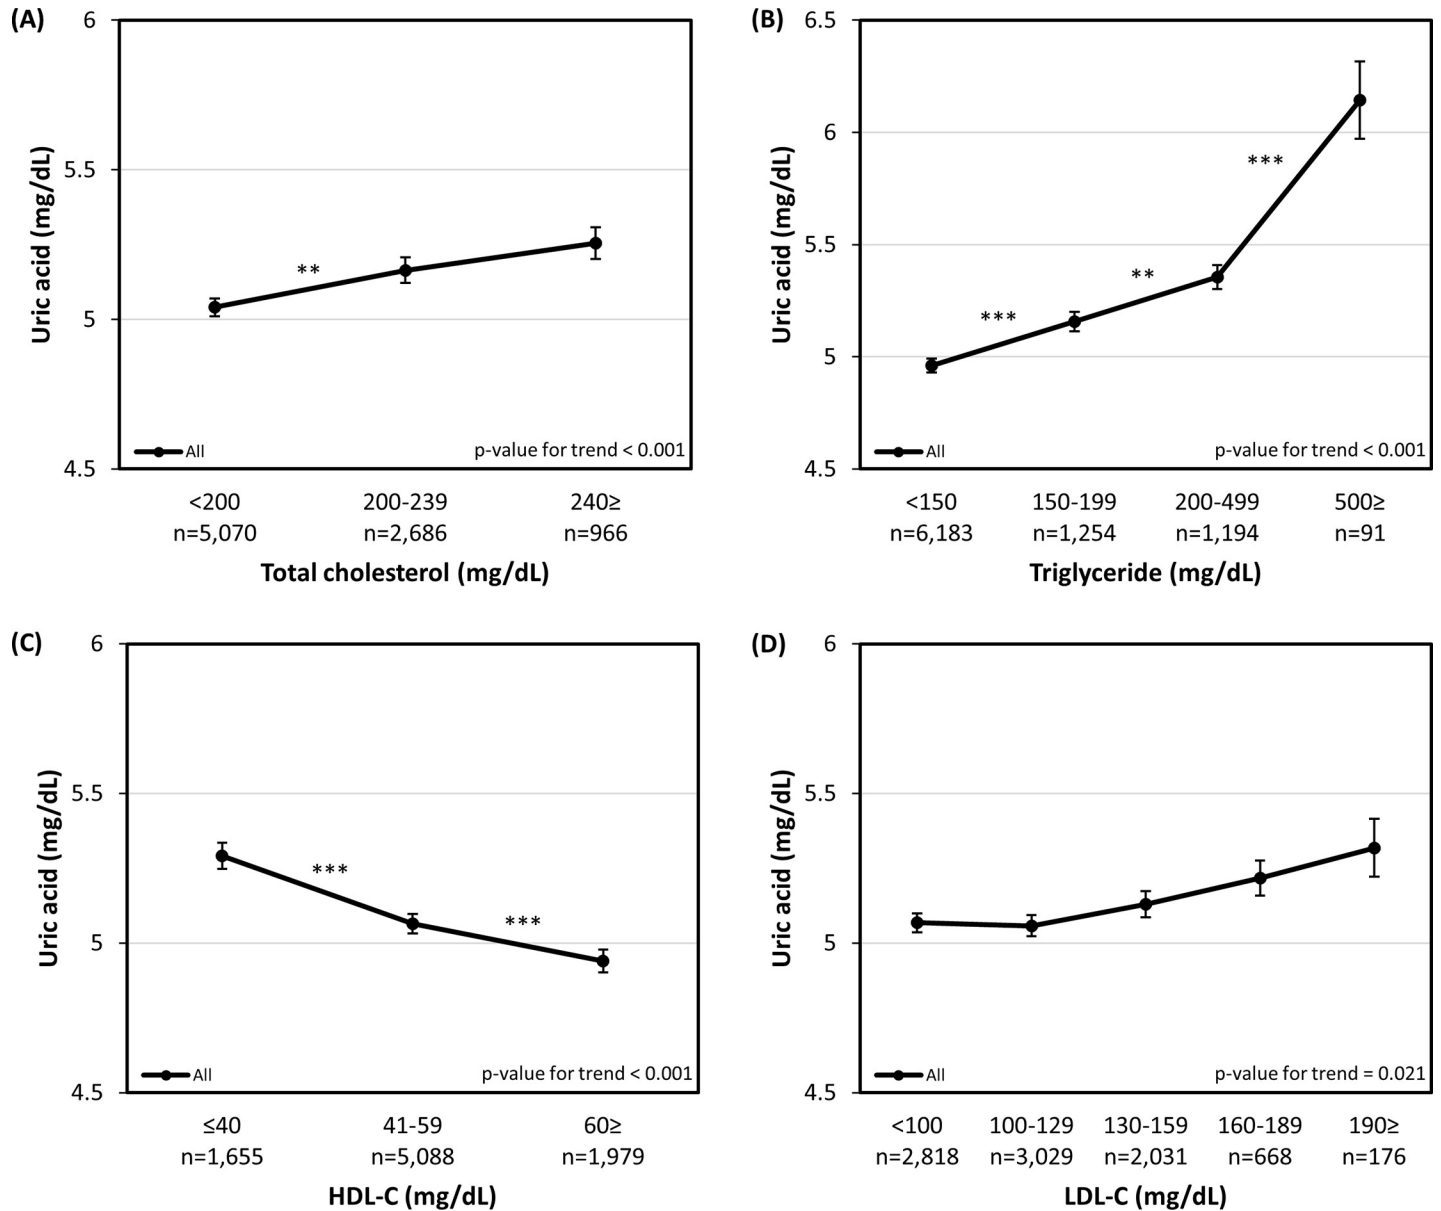 (A)
6
5.5
5
4.5
Uric acid (mg/dL)
**
All
p-value for trend < 0.001
<200 200-239 240≥
n=5,070 n=2,686 n=966
Total cholesterol (mg/dL)
(B)
6.5
6
5.5
5
4.5
Uric acid (mg/dL)
***
**
***
All
p-value for trend < 0.001
<150 150-199 200-499 500≥
n=6,183 n=1,254 n=1,194 n=91
Triglyceride (mg/dL)
(C)
6
5.5
5
4.5
Uric acid (mg/dL)
***
***
All
p-value for trend < 0.001
≤40 41-59 60≥
n=1,655 n=5,088 n=1,979
HDL-C (mg/dL)
(D)
6
5.5
5
4.5
Uric acid (mg/dL)
All
p-value for trend = 0.021
<100 100-129 130-159 160-189 190≥
n=2,818 n=3,029 n=2,031 n=668 n=176
LDL-C (mg/dL)